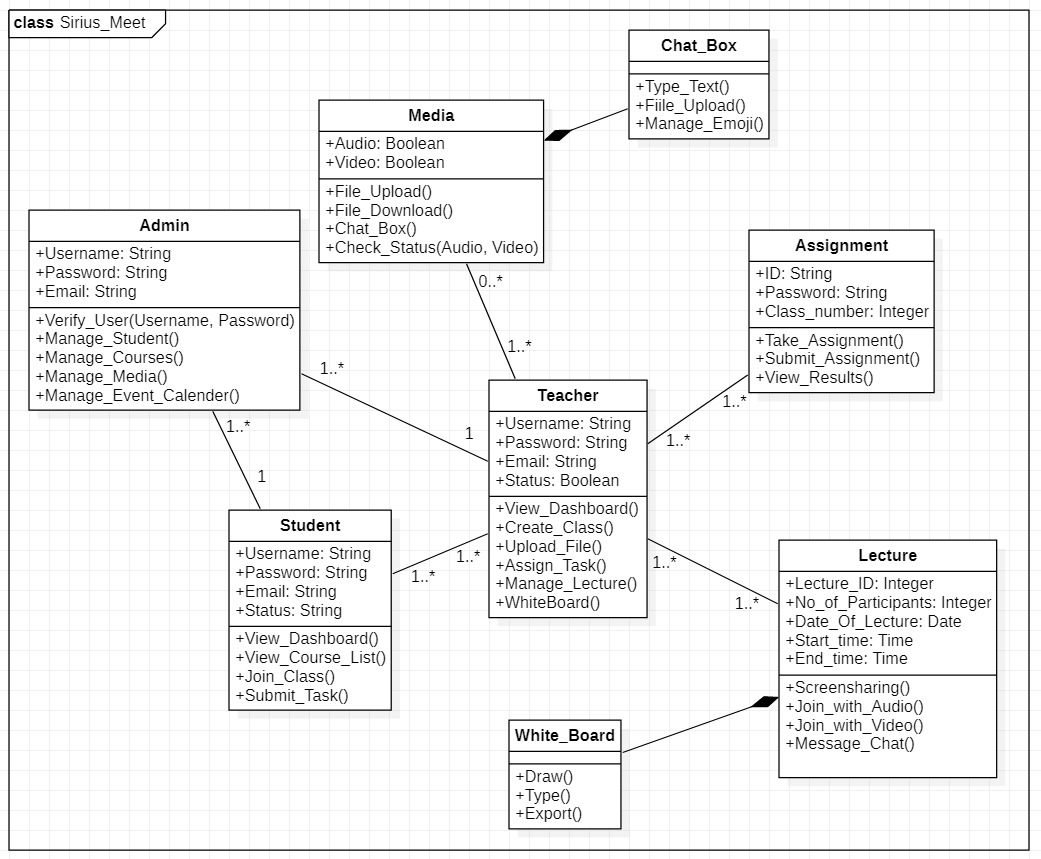 class Sirius_Meet
Chat_Box
+Type_Text()
+Fiile_Upload()
+Manage_Emoji()
Media
+Audio: Boolean
+Video: Boolean
+File_Upload()
+File_Download()
+Chat_Box()
+Check_Status(Audio, Video)
0..*
1..*
Admin
+Username: String
+Password: String
+Email: String
+Verify_User(Username, Password)
+Manage_Student()
+Manage_Courses()
+Manage_Media()
+Manage_Event_Calender()
1..*
1
1..*
1
Assignment
+ID: String
+Password: String
+Class_number: Integer
+Take_Assignment()
+Submit_Assignment()
+View_Results()
1..*
1..*
Teacher
+Username: String
+Password: String
+Email: String
+Status: Boolean
+View_Dashboard()
+Create_Class()
+Upload_File()
+Assign_Task()
+Manage_Lecture()
+WhiteBoard()
1..*
1..*
1..*
1..*
Student
+Username: String
+Password: String
+Email: String
+Status: String
+View_Dashboard()
+View_Course_List()
+Join_Class()
+Submit_Task()
Lecture
+Lecture_ID: Integer
+No_of_Participants: Integer
+Date_Of_Lecture: Date
+Start_time: Time
+End_time: Time
+Screensharing()
+Join_with_Audio()
+Join_with_Video()
+Message_Chat()
White_Board
+Draw()
+Type()
+Export()